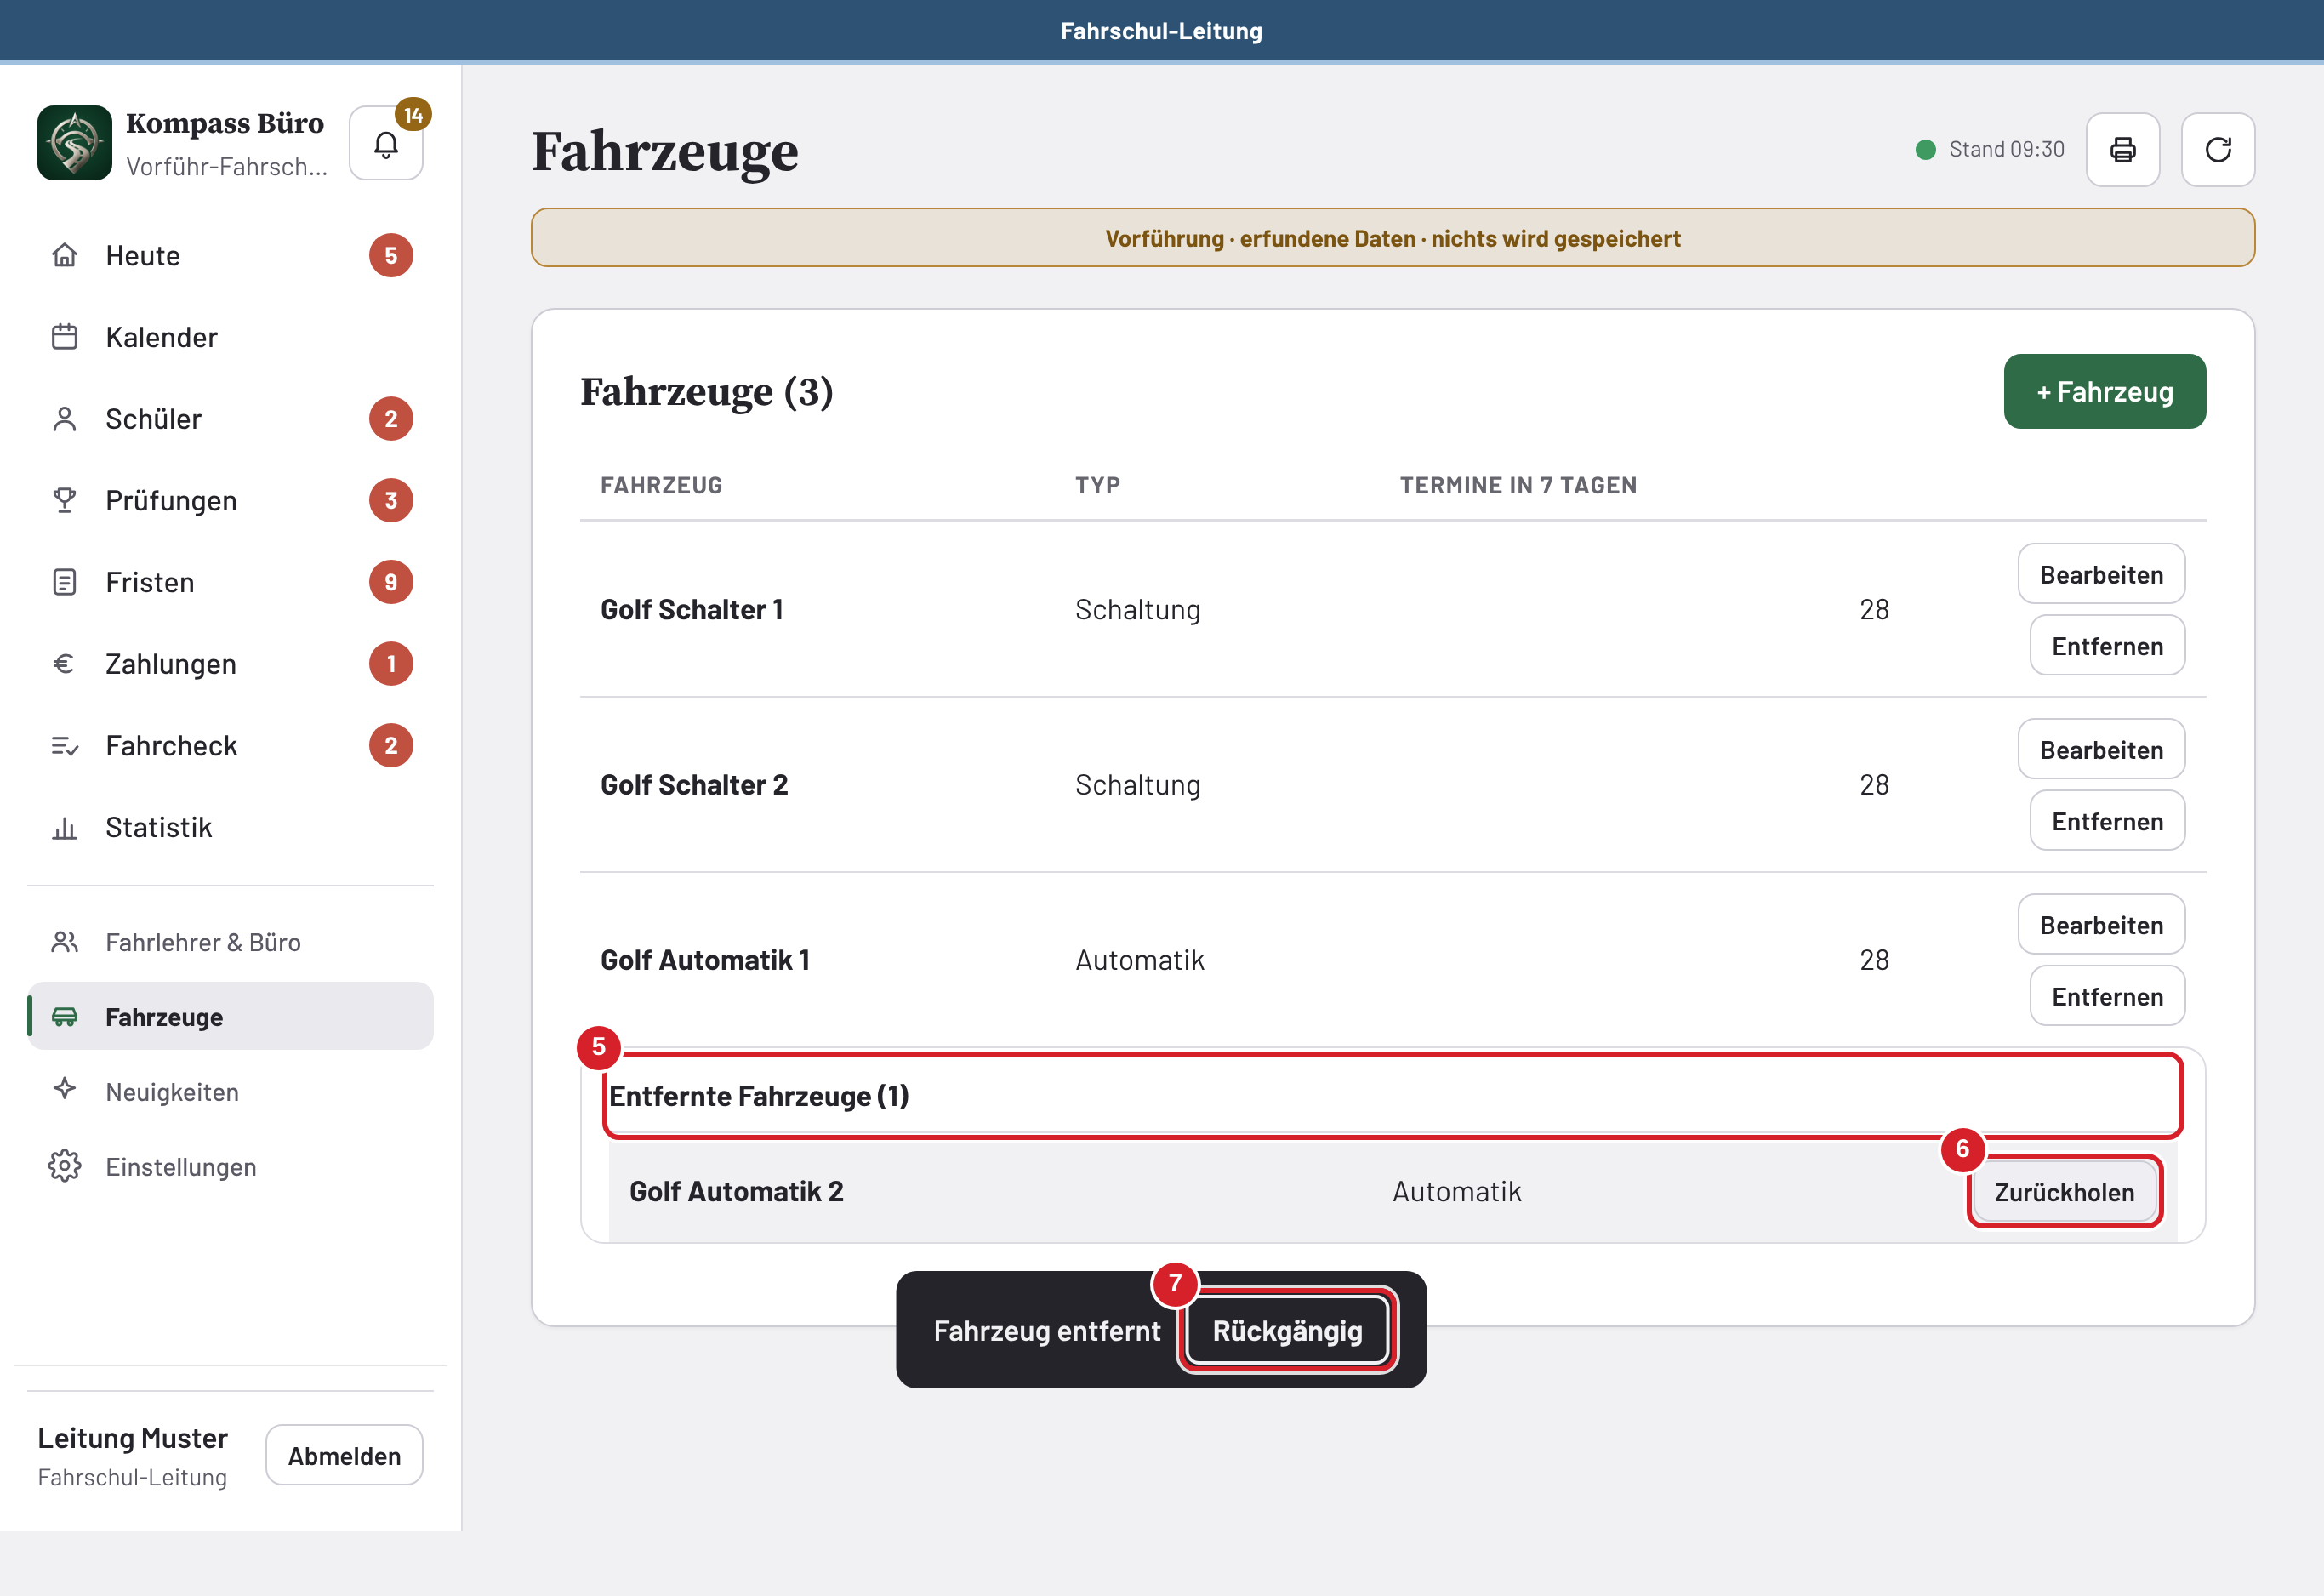 Fahrschul-Leitung
Kompass Büro
Vorführ-Fahrsch...
14
Heute 5
Kalender
Schüler 2
Prüfungen 3
Fristen 9
Zahlungen 1
Fahrcheck 2
Statistik
Fahrlehrer & Büro
Fahrzeuge
Neuigkeiten
Einstellungen
Leitung Muster
Fahrschul-Leitung
Abmelden
Fahrzeuge
Stand 09:30
Vorführung · erfundene Daten · nichts wird gespeichert
Fahrzeuge (3)
+ Fahrzeug
FAHRZEUG TYP TERMINE IN 7 TAGEN
Golf Schalter 1 Schaltung 28
Bearbeiten
Entfernen
Golf Schalter 2 Schaltung 28
Bearbeiten
Entfernen
Golf Automatik 1 Automatik 28
Bearbeiten
Entfernen
5
Entfernte Fahrzeuge (1)
6
Golf Automatik 2 Automatik Zurückholen
7
Fahrzeug entfernt Rückgängig